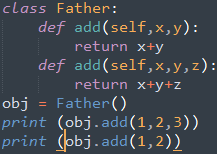 class Father:
    def add(self,x,y):
        return x+y
    def add(self,x,y,z):
        return x+y+z
obj = Father()
print (obj.add(1,2,3))
print (obj.add(1,2))